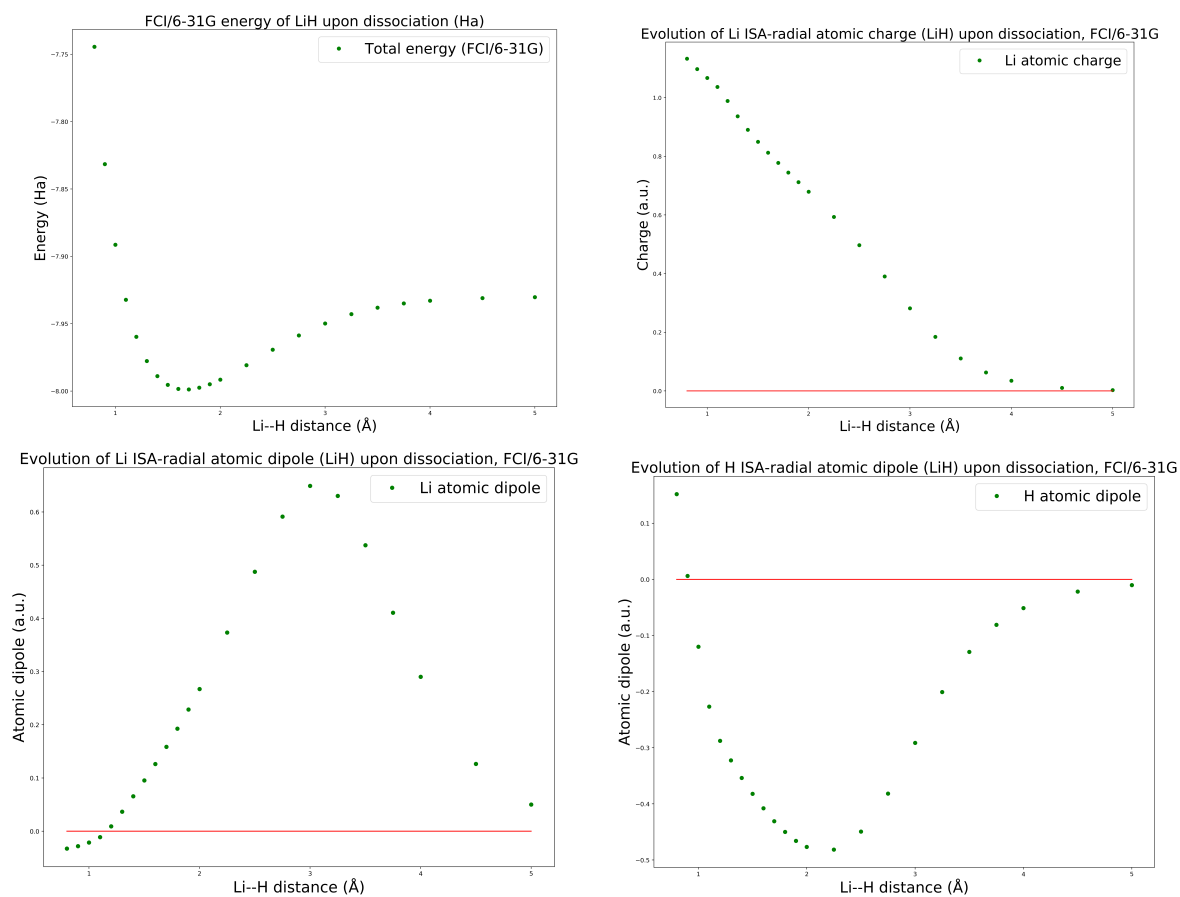 FCI/6-31G energy of LiH upon dissociation (Ha)
Total energy (FCI/6-31G)
Energy (Ha)
−7.75
−7.80
−7.85
−7.90
−7.95
−8.00
1 2 3 4 5
Li--H distance (Å)
Evolution of Li ISA-radial atomic charge (LiH) upon dissociation, FCI/6-31G
Li atomic charge
Charge (a.u.)
1.0
0.8
0.6
0.4
0.2
0.0
1 2 3 4 5
Li--H distance (Å)
Evolution of Li ISA-radial atomic dipole (LiH) upon dissociation, FCI/6-31G
Li atomic dipole
Atomic dipole (a.u.)
0.6
0.5
0.4
0.3
0.2
0.1
0.0
1 2 3 4 5
Li--H distance (Å)
Evolution of H ISA-radial atomic dipole (LiH) upon dissociation, FCI/6-31G
H atomic dipole
Atomic dipole (a.u.)
0.1
0.0
−0.1
−0.2
−0.3
−0.4
−0.5
1 2 3 4 5
Li--H distance (Å)